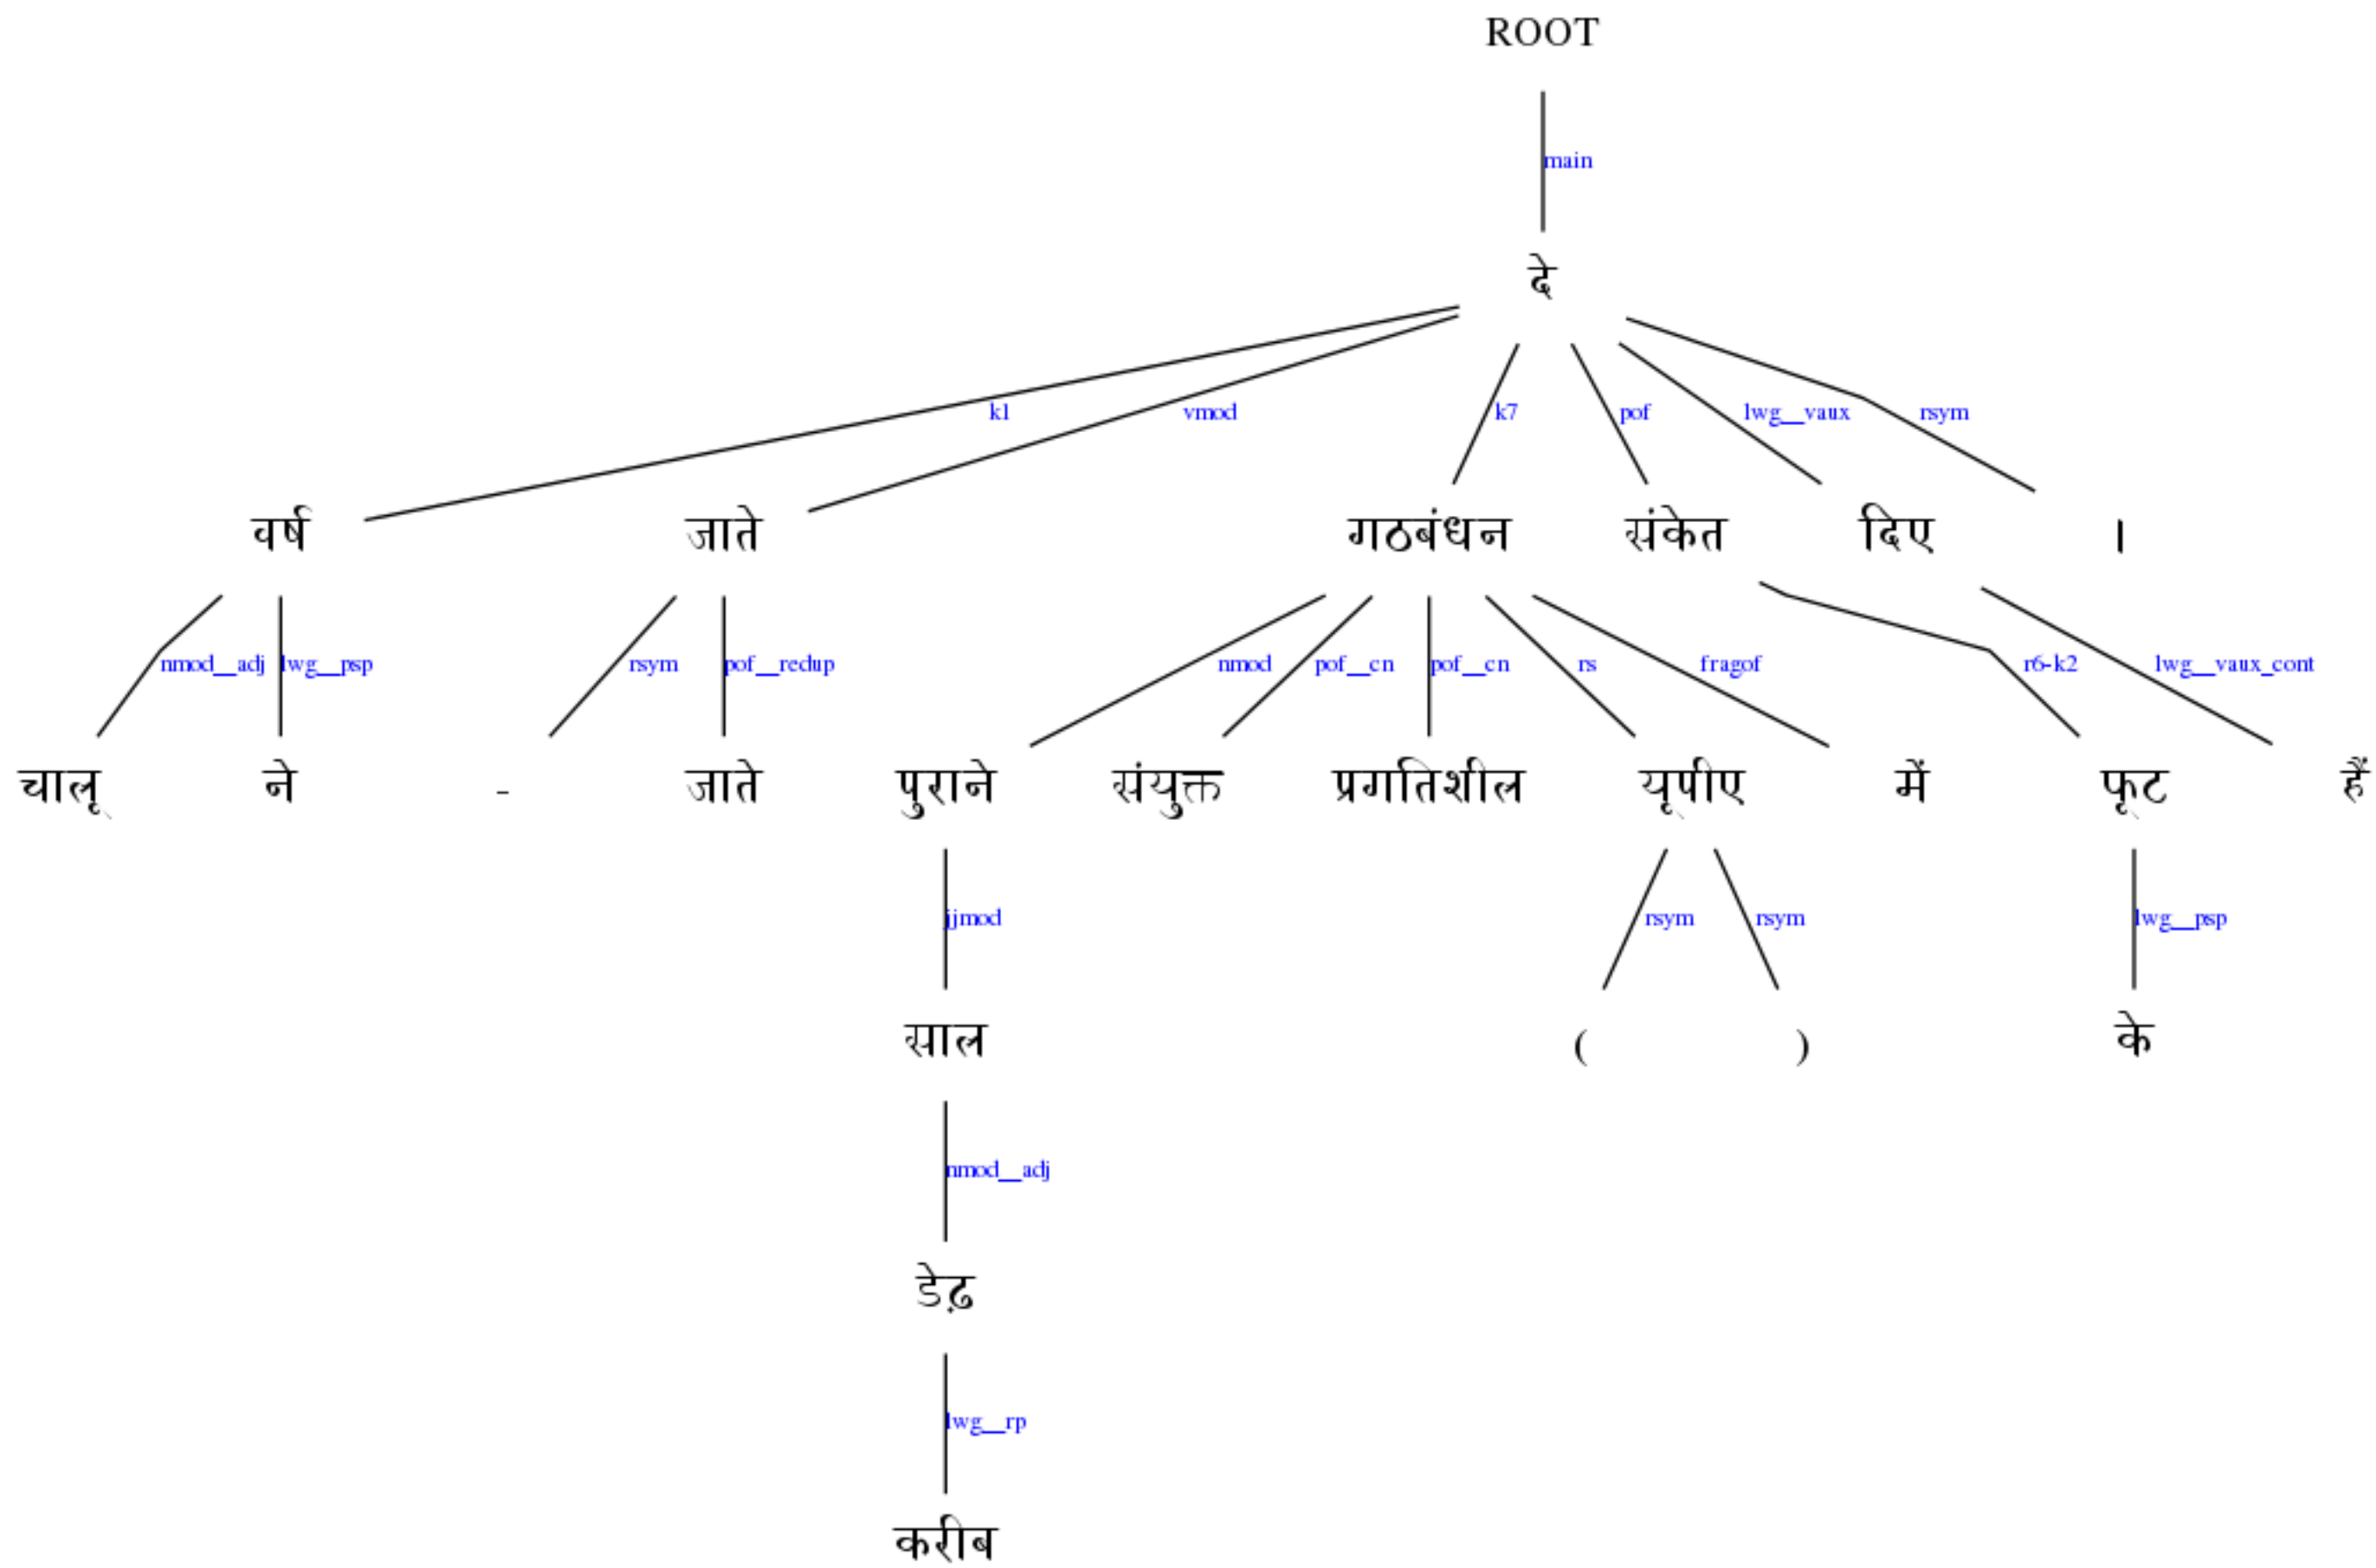 ROOT
main
दे
k1 vmod k7 pof lwg__vaux rsym
वर्ष जाते गठबंधन संकेत दिए ।
nmod__adj lwg__psp rsym pof__redup nmod pof__cn pof__cn rs fragof r6-k2 lwg__vaux_cont
चालू ने - जाते पुराने संयुक्त प्रगतिशील यूपीए में फूट हैं
jjmod rsym rsym lwg__psp
साल ( ) के
nmod__adj
डेढ़
lwg__rp
करीब